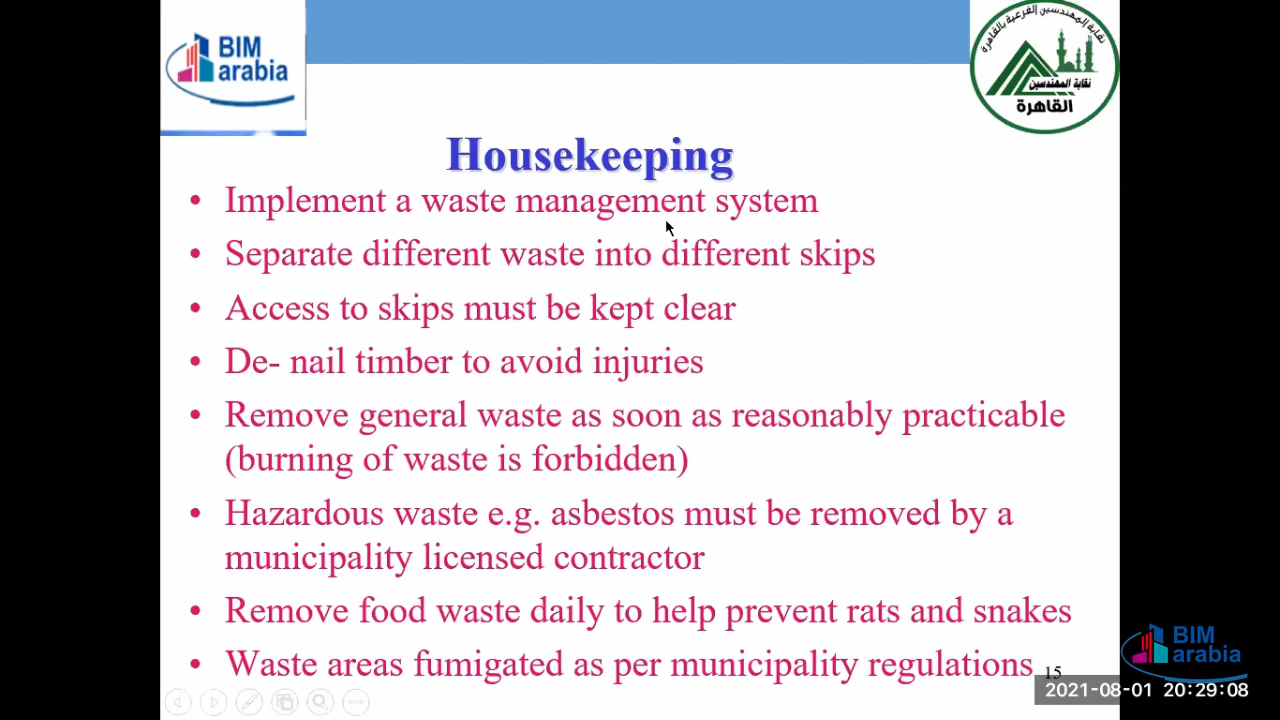 BIM
arabia
نقابة المهندسين الفرعية بالقاهرة
نقابة المهندسين
القاهرة
Housekeeping
• Implement a waste management system
• Separate different waste into different skips
• Access to skips must be kept clear
• De- nail timber to avoid injuries
• Remove general waste as soon as reasonably practicable
(burning of waste is forbidden)
• Hazardous waste e.g. asbestos must be removed by a
municipality licensed contractor
• Remove food waste daily to help prevent rats and snakes
• Waste areas fumigated as per municipality regulations
15
BIM
arabia
2021-08-01 20:29:08